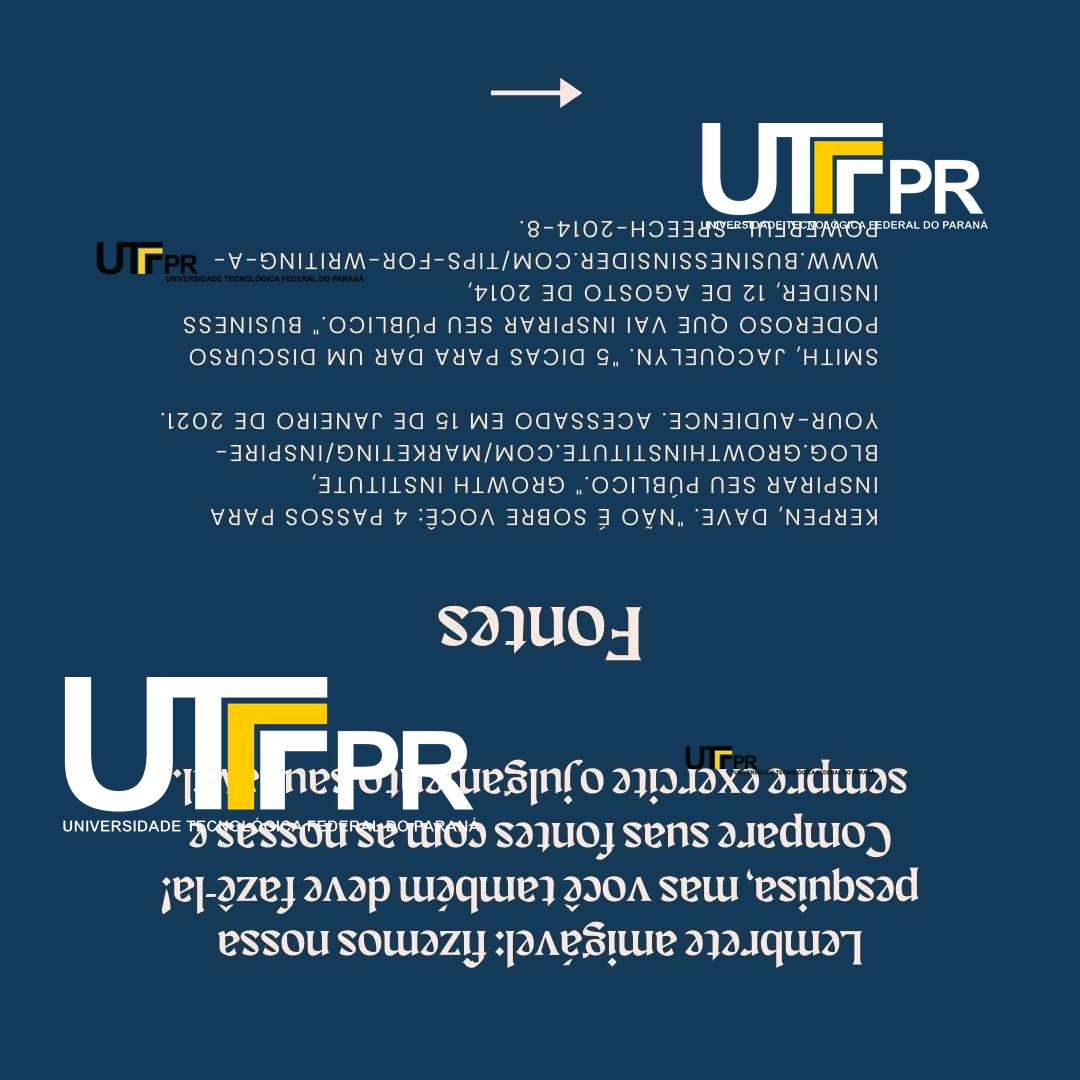 Lembrete amigável: fizemos nossa
pesquisa, mas você também deve fazê-la!
Compare suas fontes com as nossas e
sempre exercite o julgamento saudável.
Fontes
KERPEN, DAVE. "NÃO É SOBRE VOCÊ: 4 PASSOS PARA
INSPIRAR SEU PÚBLICO." GROWTH INSTITUTE,
BLOG.GROWTHINSTITUTE.COM/MARKETING/INSPIRE-
YOUR-AUDIENCE. ACESSADO EM 15 DE JANEIRO DE 2021.
SMITH, JACQUELYN. "5 DICAS PARA DAR UM DISCURSO
PODEROSO QUE VAI INSPIRAR SEU PÚBLICO." BUSINESS
INSIDER, 12 DE AGOSTO DE 2014,
WWW.BUSINESSINSIDER.COM/TIPS-FOR-WRITING-A-
POWERFUL-SPEECH-2014-8.
UTFPR
UNIVERSIDADE TECNOLÓGICA FEDERAL DO PARANÁ
UTFPR
UNIVERSIDADE TECNOLÓGICA FEDERAL DO PARANÁ
UTFPR
UNIVERSIDADE TECNOLÓGICA FEDERAL DO PARANÁ
UTFPR
UNIVERSIDADE TECNOLÓGICA FEDERAL DO PARANÁ